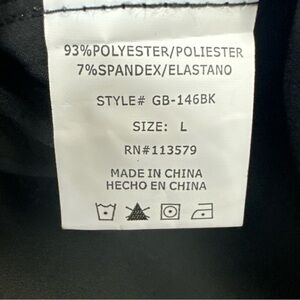 93%POLYESTER/POLIESTER
7%SPANDEX/ELASTANO
STYLE# GB-146BK
SIZE: L
RN#113579
MADE IN CHINA
HECHO EN CHINA